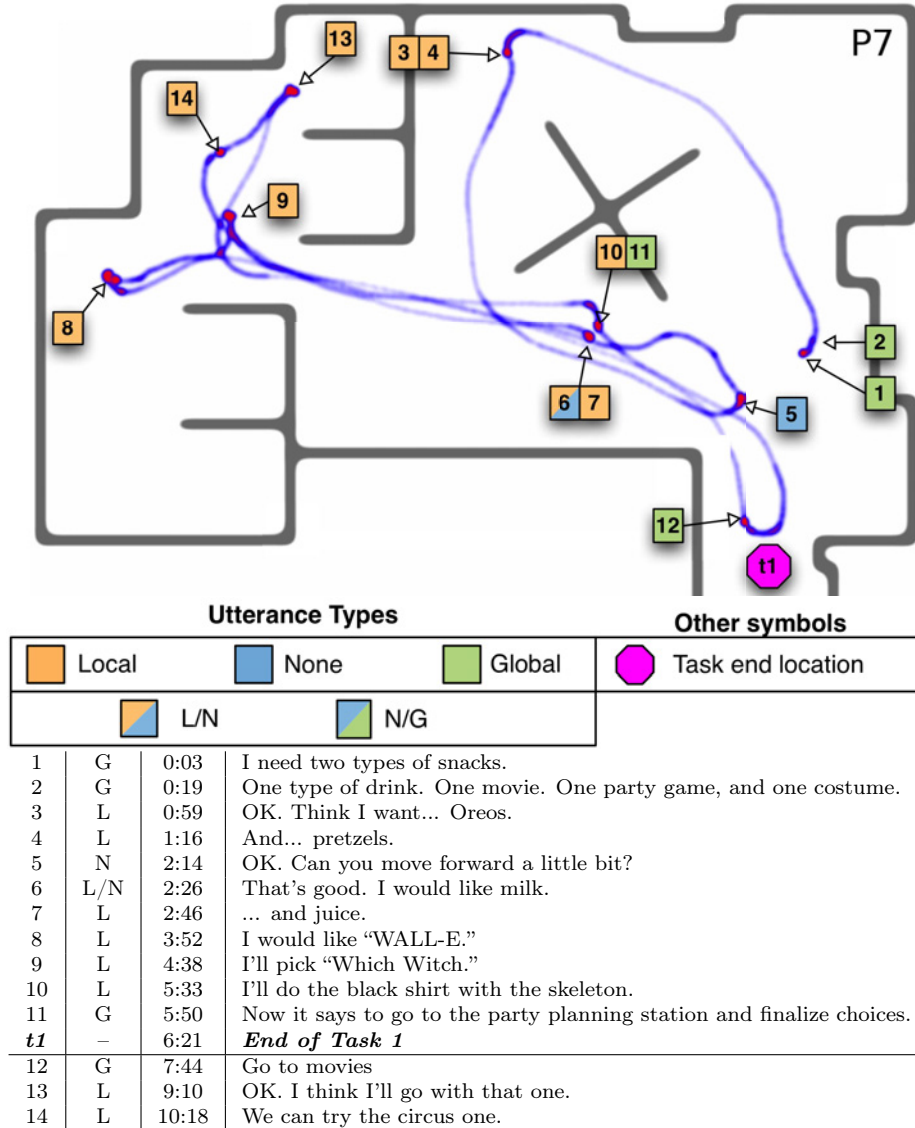 P7
13
3 4
14
9
10 11
8
2
1
6 7
5
12
t1
Utterance Types
Other symbols
Local
None
Global
Task end location
L/N
N/G
1 G 0:03 I need two types of snacks.
2 G 0:19 One type of drink. One movie. One party game, and one costume.
3 L 0:59 OK. Think I want... Oreos.
4 L 1:16 And... pretzels.
5 N 2:14 OK. Can you move forward a little bit?
6 L/N 2:26 That's good. I would like milk.
7 L 2:46 ... and juice.
8 L 3:52 I would like “WALL-E.”
9 L 4:38 I'll pick “Which Witch.”
10 L 5:33 I'll do the black shirt with the skeleton.
11 G 5:50 Now it says to go to the party planning station and finalize choices.
t1 – 6:21 End of Task 1
12 G 7:44 Go to movies
13 L 9:10 OK. I think I'll go with that one.
14 L 10:18 We can try the circus one.